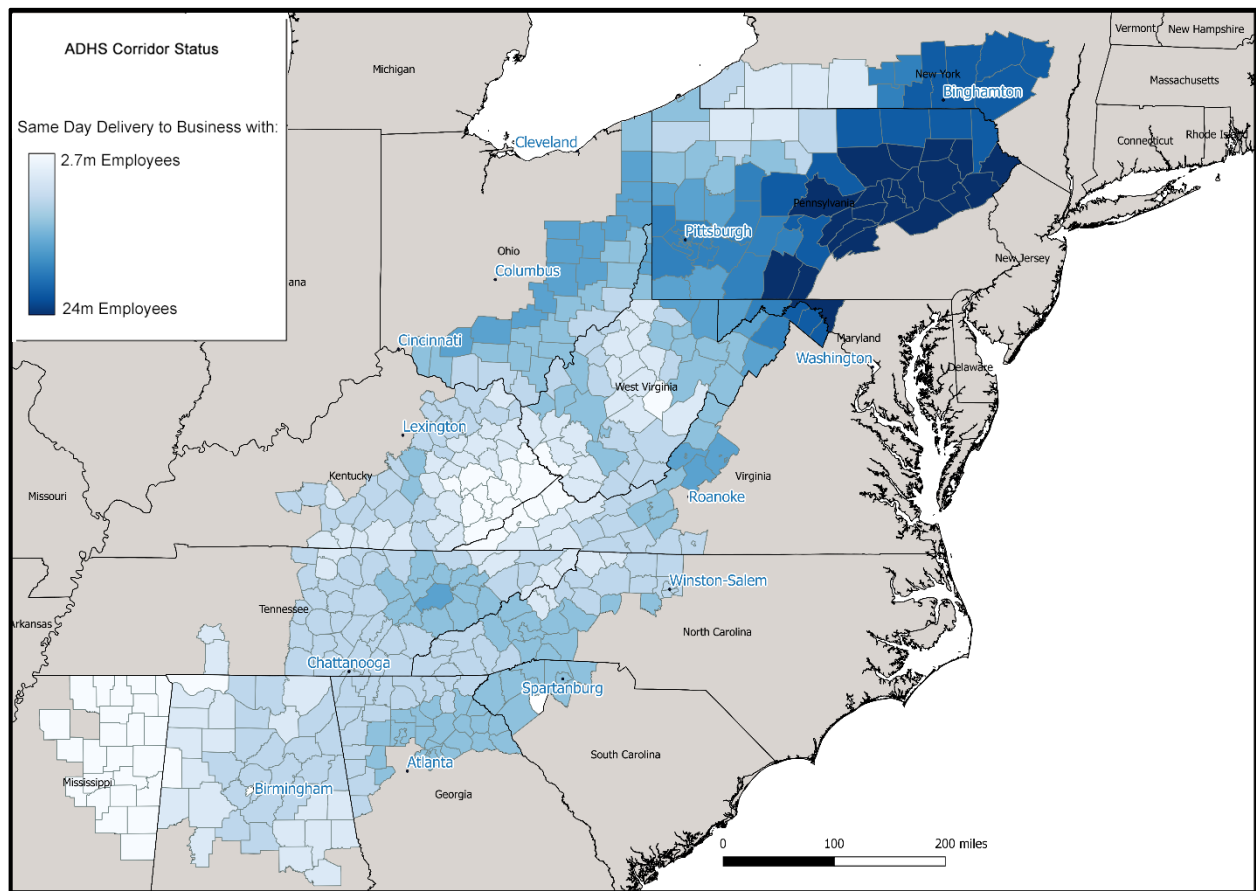 ADHS Corridor Status
Same Day Delivery to Business with:
2.7m Employees
24m Employees
Vermont
New Hampshire
Michigan
New York
Binghamton
Massachusetts
Connecticut
Rhode Island
Cleveland
Pennsylvania
Pittsburgh
New Jersey
Ohio
Columbus
ana
Cincinnati
Maryland
Washington
Delaware
West Virginia
Lexington
Kentucky
Virginia
Missouri
Roanoke
Winston-Salem
Tennessee
Arkansas
North Carolina
Chattanooga
Spartanburg
South Carolina
Atlanta
Mississippi
Birmingham
Georgia
0 100 200 miles